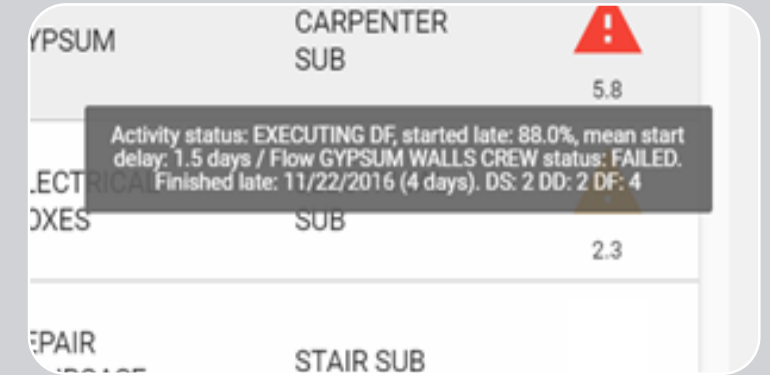 YPSUM
CARPENTER
SUB
5.8
Activity status: EXECUTING DF, started late: 88.0%, mean start
delay: 1.5 days / Flow GYPSUM WALLS CREW status: FAILED.
Finished late: 11/22/2016 (4 days). DS: 2 DD: 2 DF: 4
LECTRICAL
OXES
SUB
2.3
EPAIR
STAIR SUB